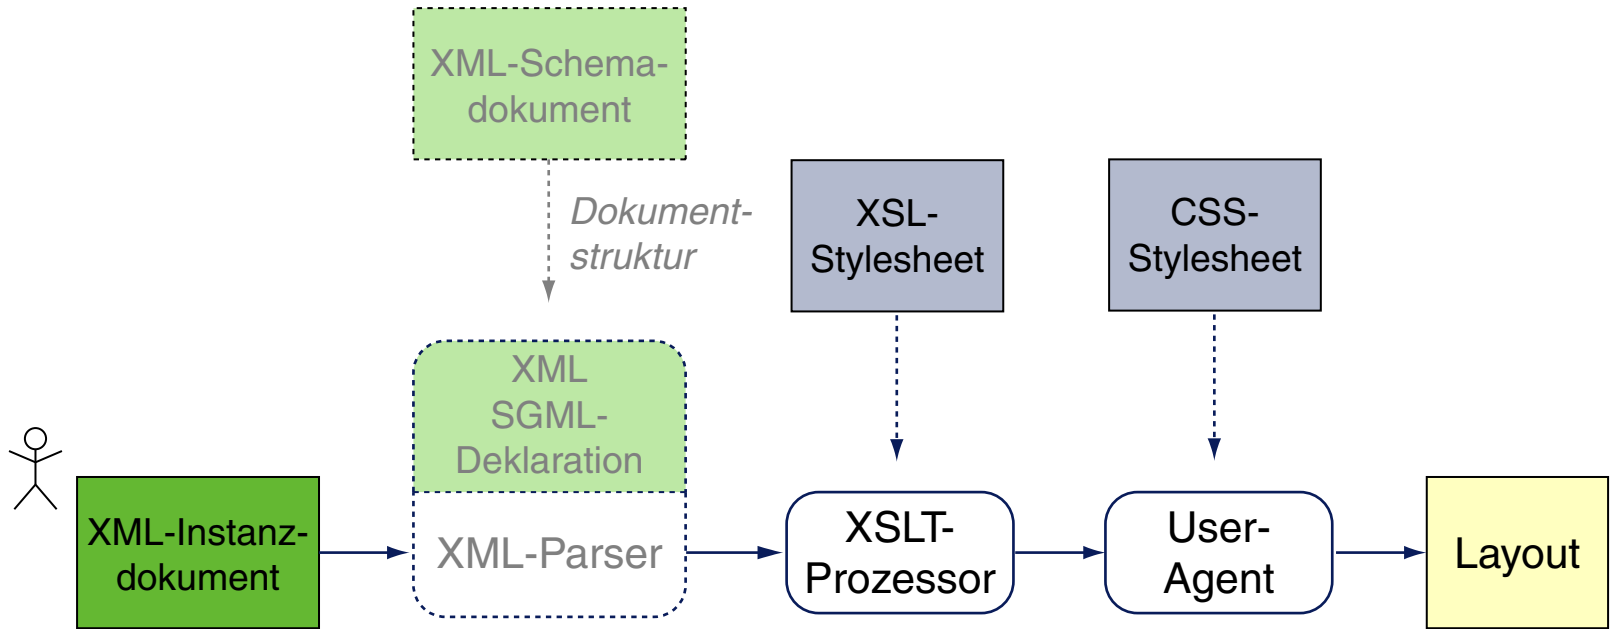 XML-Schema-
dokument
Dokument-
struktur
XSL-
Stylesheet
CSS-
Stylesheet
XML
SGML-
Deklaration
XML-Instanz-
dokument
XML-Parser
XSLT-
Prozessor
User-
Agent
Layout